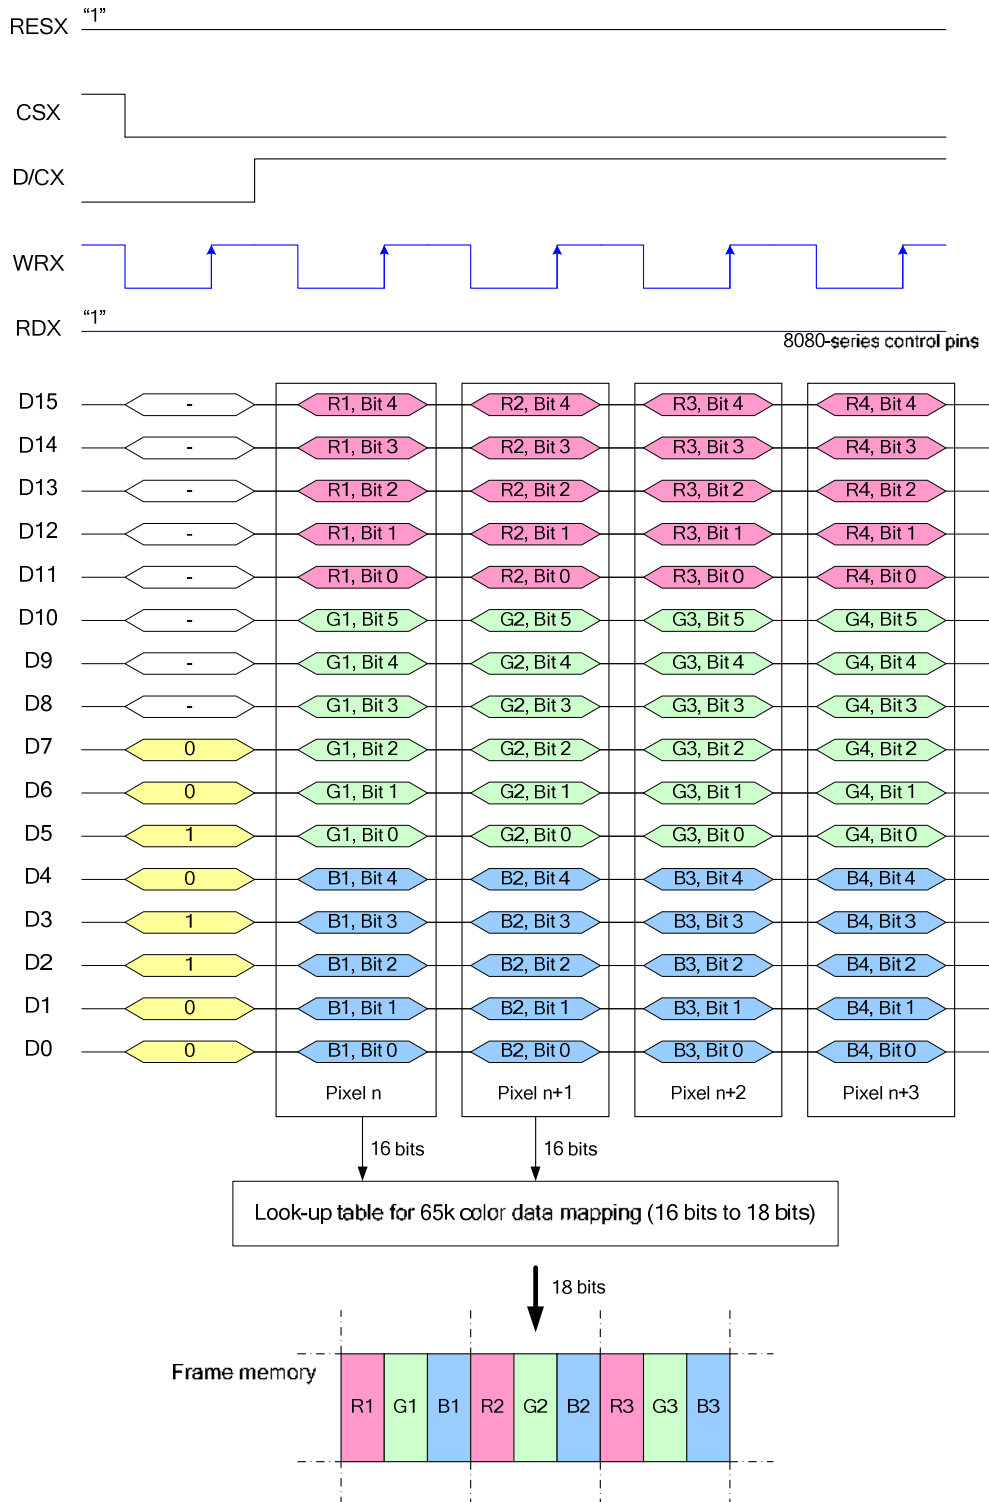 RESX “1”
CSX
D/CX
WRX
RDX “1”
8080-series control pins
D15 - R1, Bit 4 R2, Bit 4 R3, Bit 4 R4, Bit 4
D14 - R1, Bit 3 R2, Bit 3 R3, Bit 3 R4, Bit 3
D13 - R1, Bit 2 R2, Bit 2 R3, Bit 2 R4, Bit 2
D12 - R1, Bit 1 R2, Bit 1 R3, Bit 1 R4, Bit 1
D11 - R1, Bit 0 R2, Bit 0 R3, Bit 0 R4, Bit 0
D10 - G1, Bit 5 G2, Bit 5 G3, Bit 5 G4, Bit 5
D9 - G1, Bit 4 G2, Bit 4 G3, Bit 4 G4, Bit 4
D8 - G1, Bit 3 G2, Bit 3 G3, Bit 3 G4, Bit 3
D7 0 G1, Bit 2 G2, Bit 2 G3, Bit 2 G4, Bit 2
D6 0 G1, Bit 1 G2, Bit 1 G3, Bit 1 G4, Bit 1
D5 1 G1, Bit 0 G2, Bit 0 G3, Bit 0 G4, Bit 0
D4 0 B1, Bit 4 B2, Bit 4 B3, Bit 4 B4, Bit 4
D3 1 B1, Bit 3 B2, Bit 3 B3, Bit 3 B4, Bit 3
D2 1 B1, Bit 2 B2, Bit 2 B3, Bit 2 B4, Bit 2
D1 0 B1, Bit 1 B2, Bit 1 B3, Bit 1 B4, Bit 1
D0 0 B1, Bit 0 B2, Bit 0 B3, Bit 0 B4, Bit 0
Pixel n Pixel n+1 Pixel n+2 Pixel n+3
16 bits 16 bits
Look-up table for 65k color data mapping (16 bits to 18 bits)
18 bits
Frame memory
R1 G1 B1 R2 G2 B2 R3 G3 B3